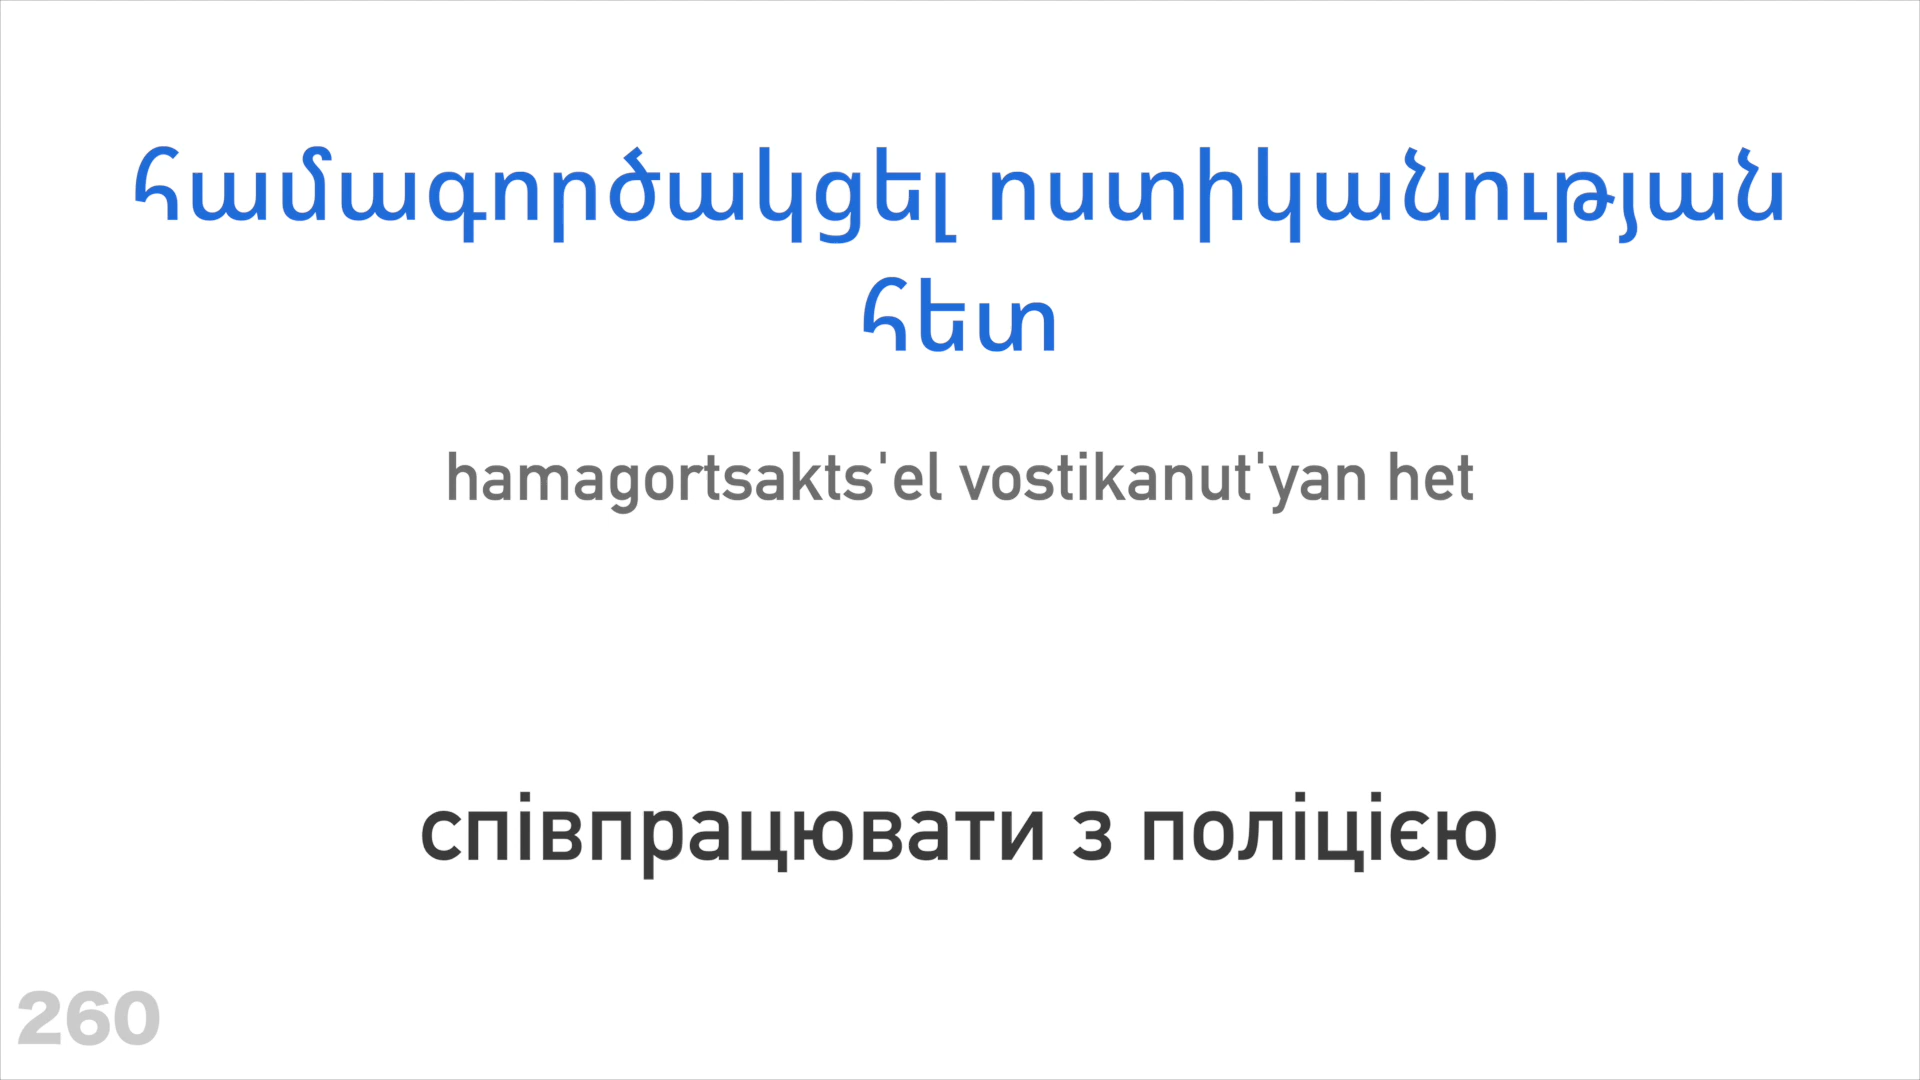 համագործակցել ոստիկանության
հետ
hamagortsakts'el vostikanut'yan het
співпрацювати з поліцією
260